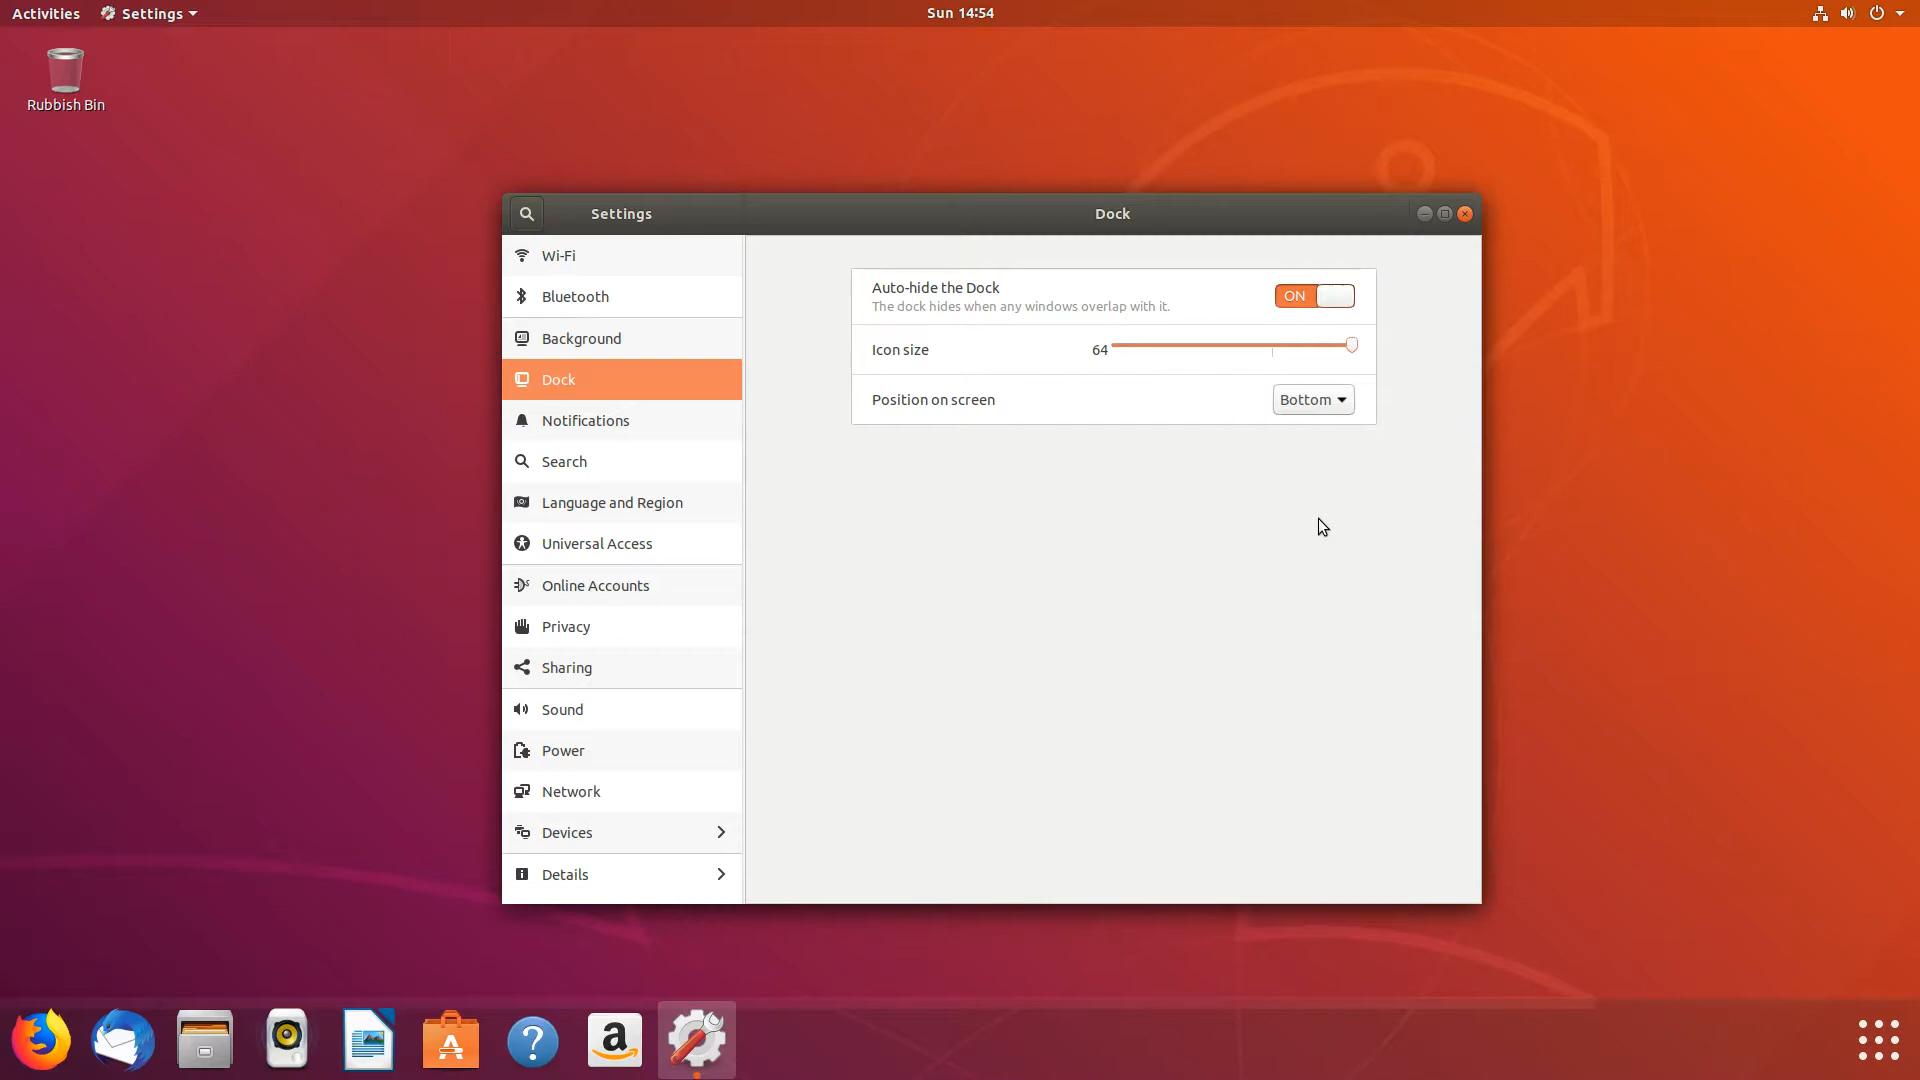 Activities Settings Sun 14:54
Rubbish Bin
Settings Dock
Wi-Fi
Bluetooth
Background
Dock
Notifications
Search
Language and Region
Universal Access
Online Accounts
Privacy
Sharing
Sound
Power
Network
Devices
Details
Auto-hide the Dock
The dock hides when any windows overlap with it.
ON
Icon size 64
Position on screen Bottom